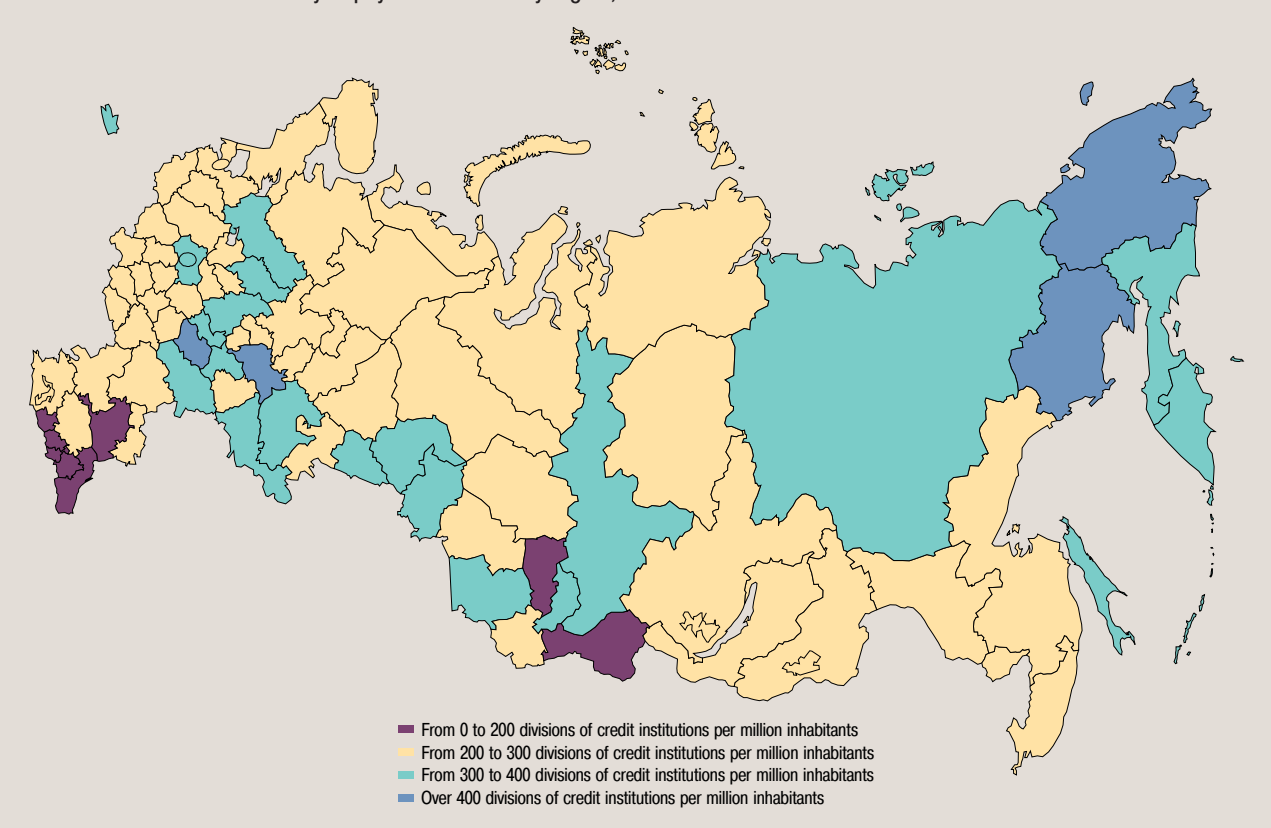 From 0 to 200 divisions of credit institutions per million inhabitants
From 200 to 300 divisions of credit institutions per million inhabitants
From 300 to 400 divisions of credit institutions per million inhabitants
Over 400 divisions of credit institutions per million inhabitants